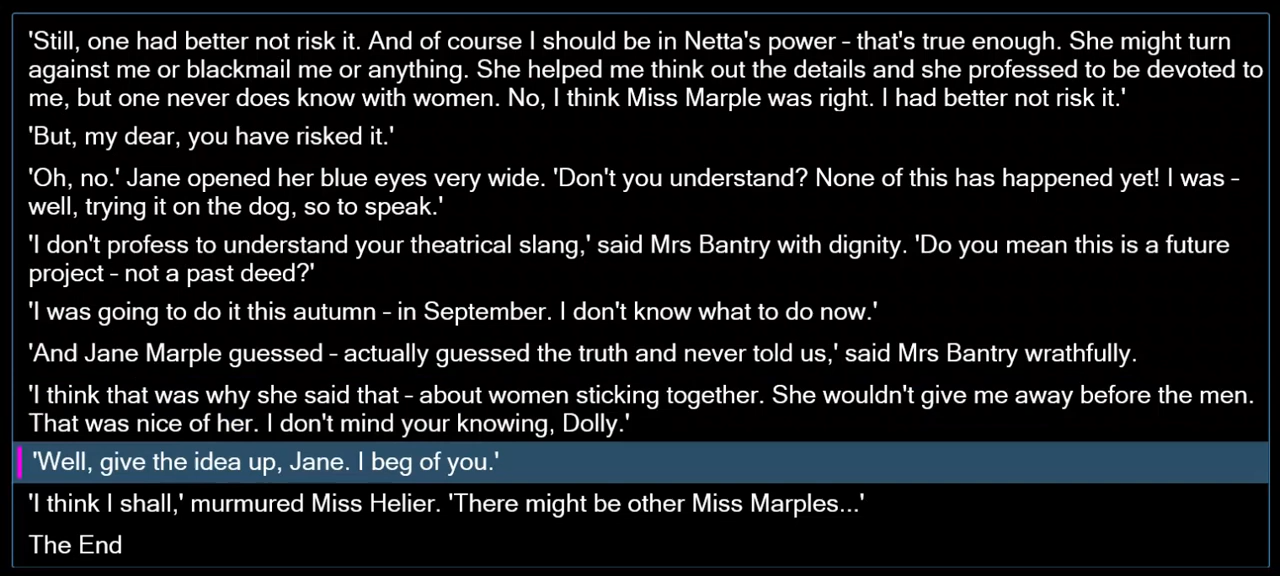 'Still, one had better not risk it. And of course I should be in Netta's power – that's true enough. She might turn
against me or blackmail me or anything. She helped me think out the details and she professed to be devoted to
me, but one never does know with women. No, I think Miss Marple was right. I had better not risk it.'
'But, my dear, you have risked it.'
'Oh, no.' Jane opened her blue eyes very wide. 'Don't you understand? None of this has happened yet! I was –
well, trying it on the dog, so to speak.'
'I don't profess to understand your theatrical slang,' said Mrs Bantry with dignity. 'Do you mean this is a future
project – not a past deed?'
'I was going to do it this autumn – in September. I don't know what to do now.'
'And Jane Marple guessed – actually guessed the truth and never told us,' said Mrs Bantry wrathfully.
'I think that was why she said that – about women sticking together. She wouldn't give me away before the men.
That was nice of her. I don't mind your knowing, Dolly.'
'Well, give the idea up, Jane. I beg of you.'
'I think I shall,' murmured Miss Helier. 'There might be other Miss Marples...'
The End